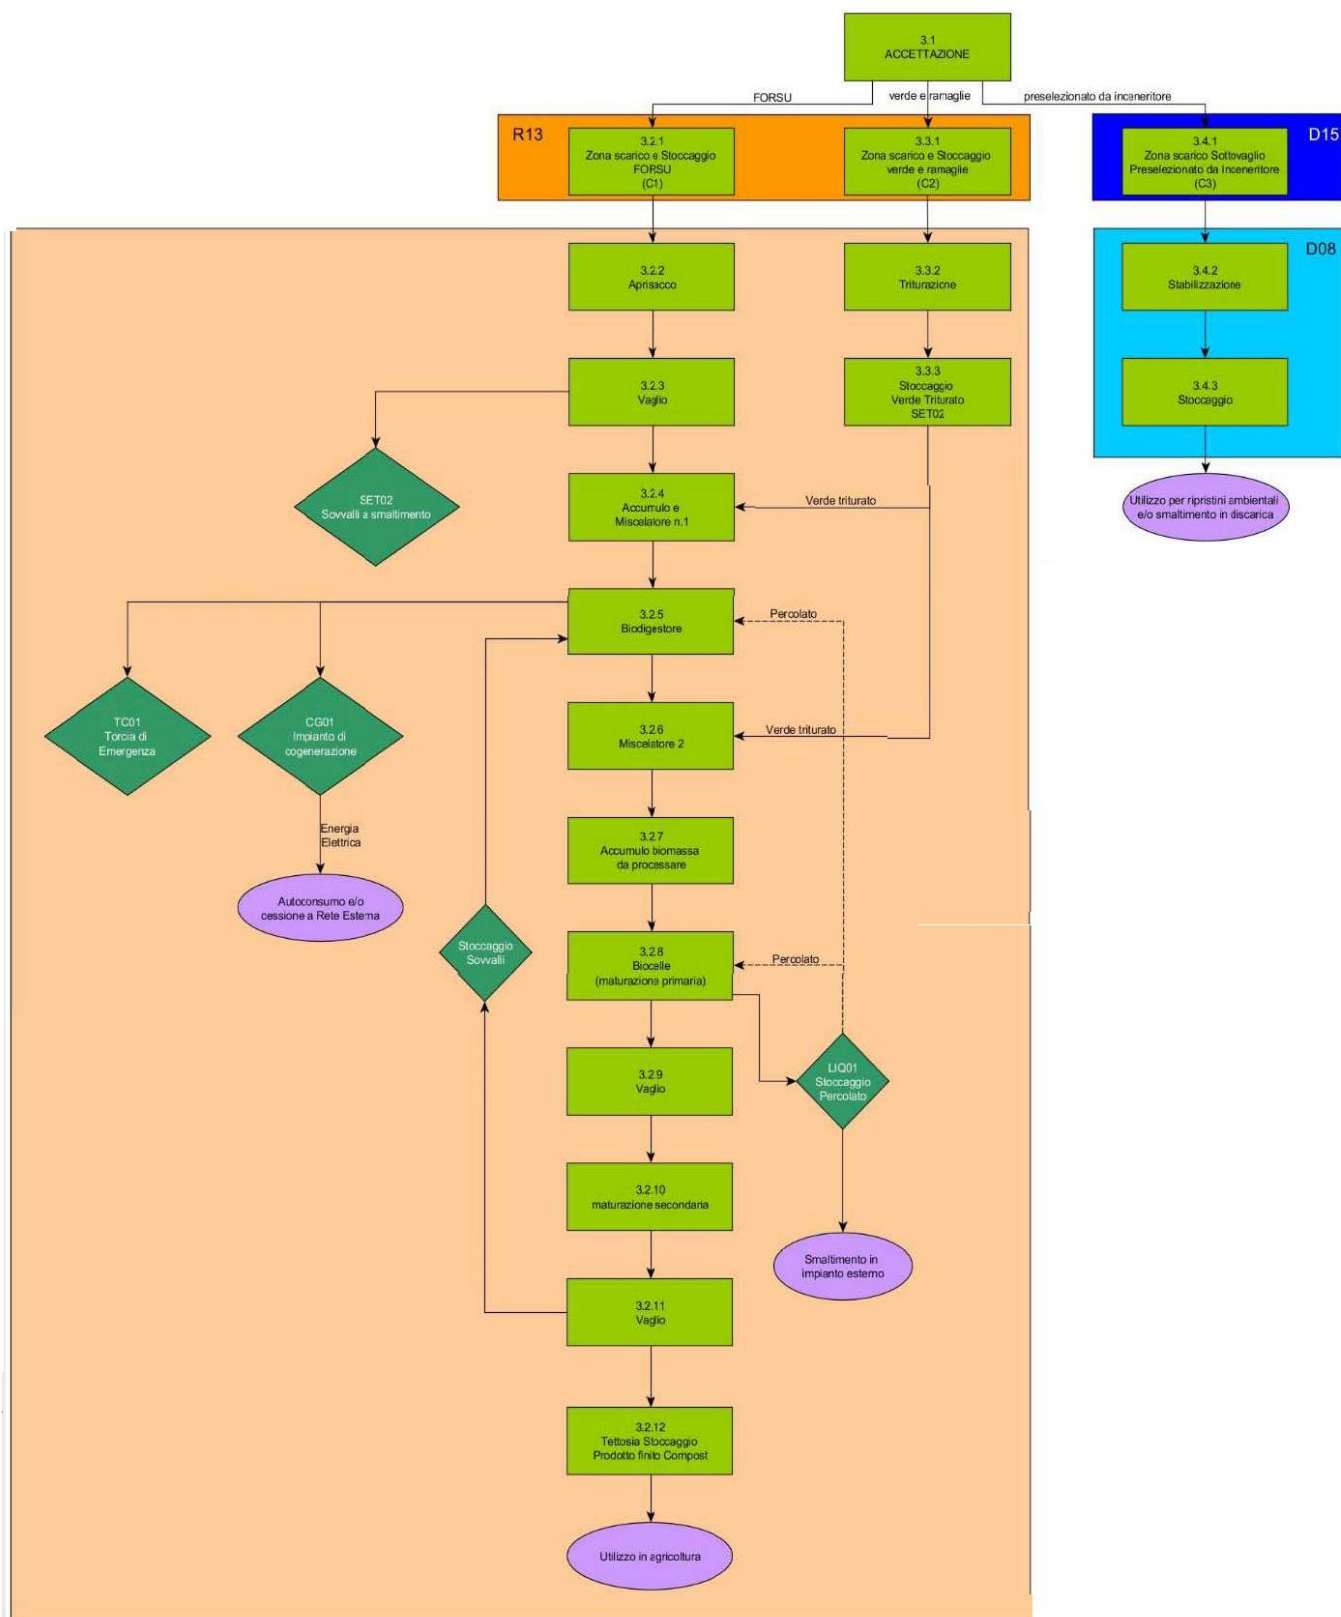 3.1
ACCETTAZIONE
FORSU
verde e ramaglie
preselezionato da inceneritore
R13
3.2.1
Zona scarico e Stoccaggio
FORSU
(C1)
3.3.1
Zona scarico e Stoccaggio
verde e ramaglie
(C2)
D15
3.4.1
Zona scarico Sottovaglio
Preselezionato da Inceneritore
(C3)
3.2.2
Aprisacco
3.3.2
Triturazione
D08
3.4.2
Stabilizzazione
3.2.3
Vaglio
3.3.3
Stoccaggio
Verde Triturato
SET02
3.4.3
Stoccaggio
SET02
Sovvalli a smaltimento
3.2.4
Accumulo e
Miscelatore n.1
Verde triturato
Utilizzo per ripristini ambientali
e/o smaltimento in discarica
3.2.5
Biodigestore
Percolato
TC01
Torcia di
Emergenza
CG01
Impianto di
cogenerazione
3.2.6
Miscelatore 2
Verde triturato
Energia
Elettrica
3.2.7
Accumulo biomassa
da processare
Autoconsumo e/o
cessione a Rete Esterna
Stoccaggio
Sovvalli
3.2.8
Biocelle
(maturazione primaria)
Percolato
3.2.9
Vaglio
LIQ01
Stoccaggio
Percolato
3.2.10
maturazione secondaria
Smaltimento in
impianto esterno
3.2.11
Vaglio
3.2.12
Tettosia Stoccaggio
Prodotto finito Compost
Utilizzo in agricoltura